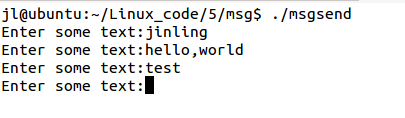 jl@ubuntu:~/Linux_code/5/msg$ ./msgsend
Enter some text:jinling
Enter some text:hello,world
Enter some text:test
Enter some text: